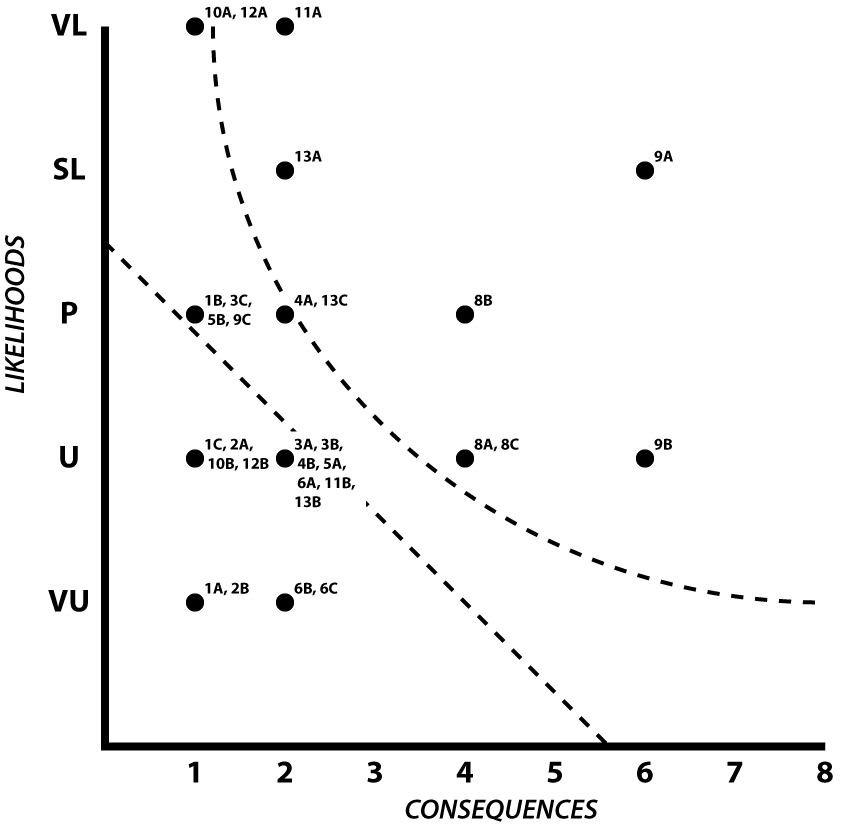 VL
10A, 12A
11A
SL
13A
9A
LIKELIHOODS
P
1B, 3C,
5B, 9C
4A, 13C
8B
U
1C, 2A,
10B, 12B
3A, 3B,
4B, 5A,
6A, 11B,
13B
8A, 8C
9B
VU
1A, 2B
6B, 6C
1 2 3 4 5 6 7 8
CONSEQUENCES